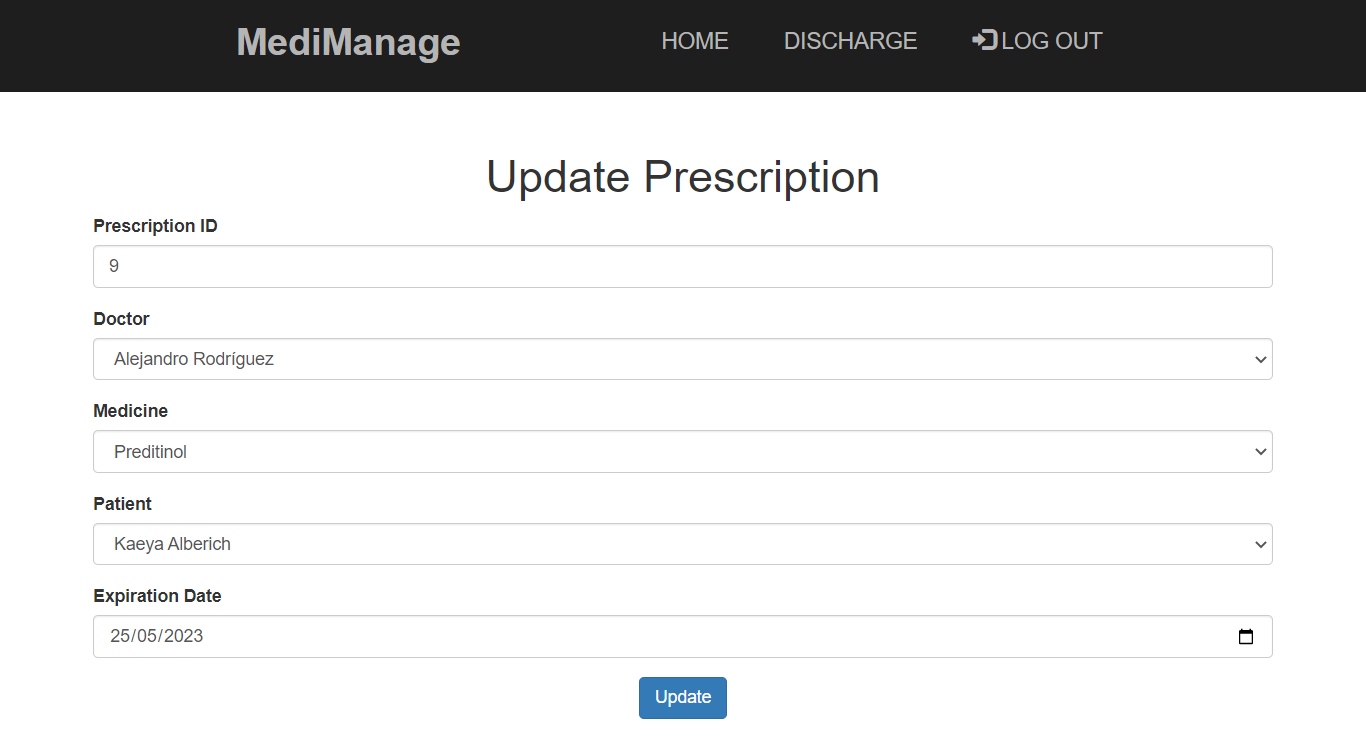 MediManage HOME DISCHARGE LOG OUT
Update Prescription
Prescription ID
9
Doctor
Alejandro Rodríguez
Medicine
Preditinol
Patient
Kaeya Alberich
Expiration Date
25/05/2023
Update